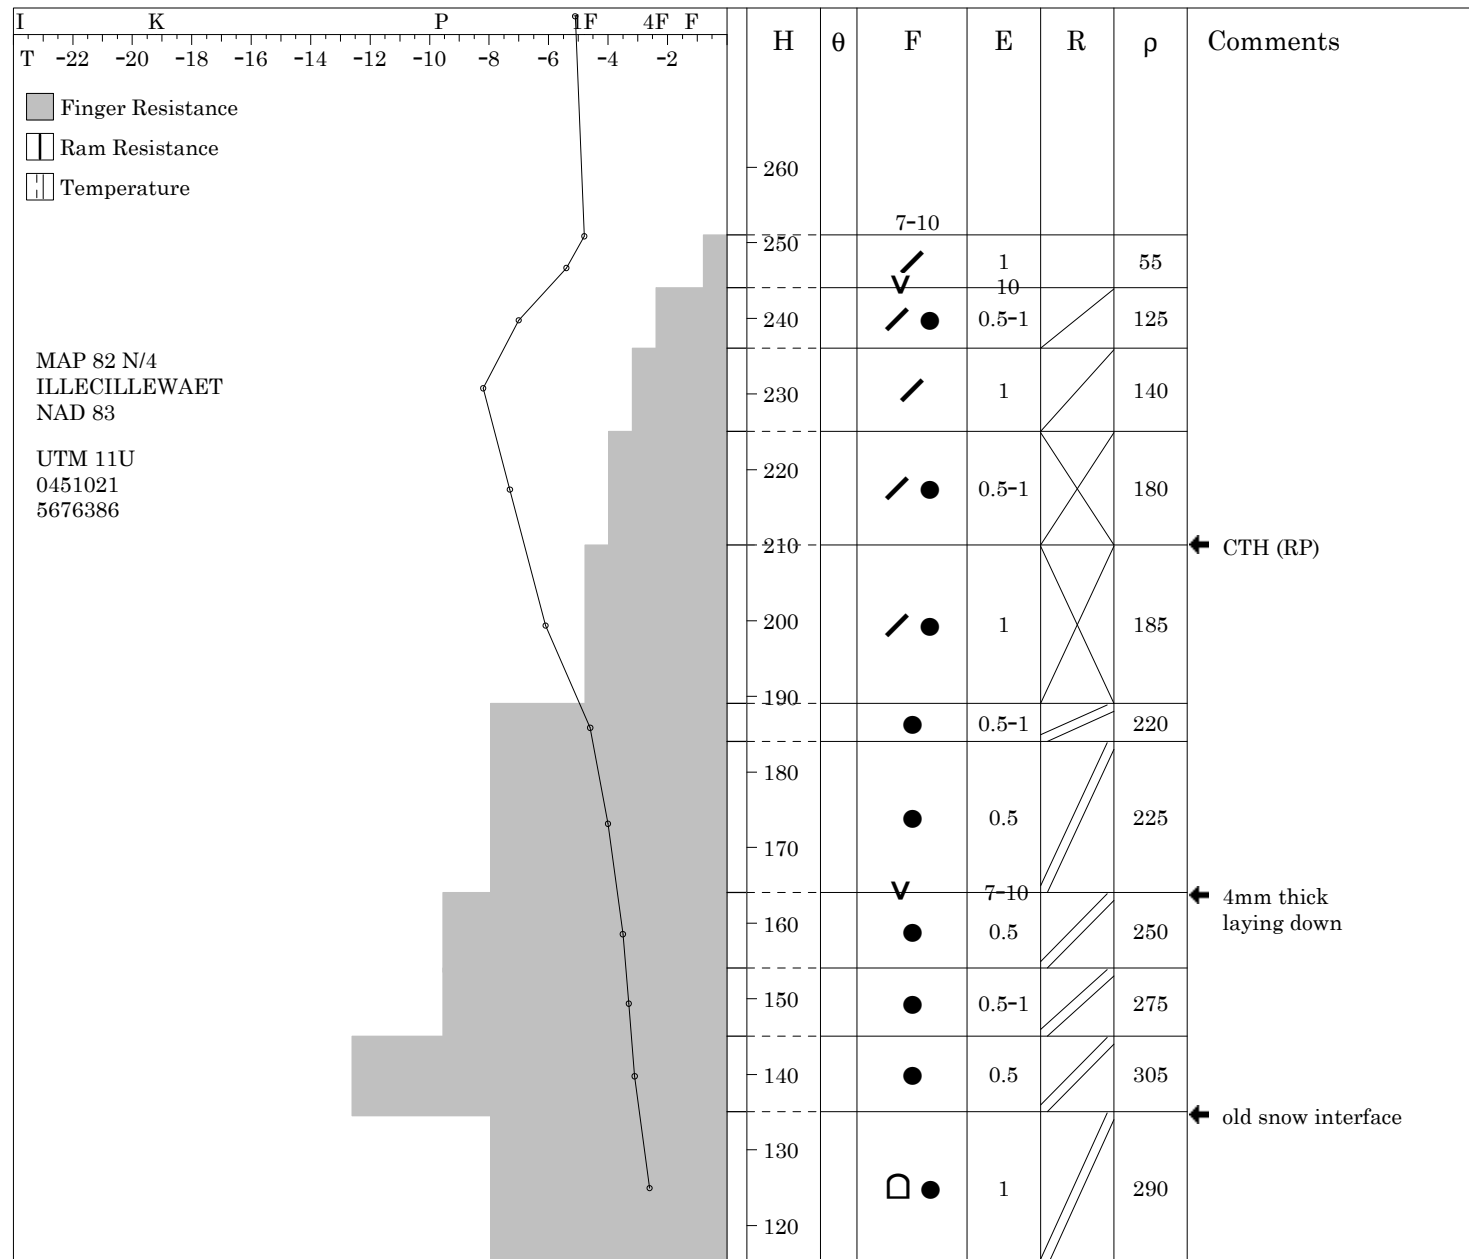 I K P 1F 4F F
T -22 -20 -18 -16 -14 -12 -10 -8 -6 -4 -2
H θ F E R ρ Comments
Finger Resistance
Ram Resistance
Temperature
260
7-10
250
1 55
10
240 0.5-1 125
MAP 82 N/4
ILLECILLEWAET
NAD 83
230 1 140
UTM 11U
0451021
5676386
220 0.5-1 180
210 CTH (RP)
200 1 185
190
0.5-1 220
180
0.5 225
170
7-10 4mm thick
laying down
160 0.5 250
150 0.5-1 275
140 0.5 305
old snow interface
130
1 290
120